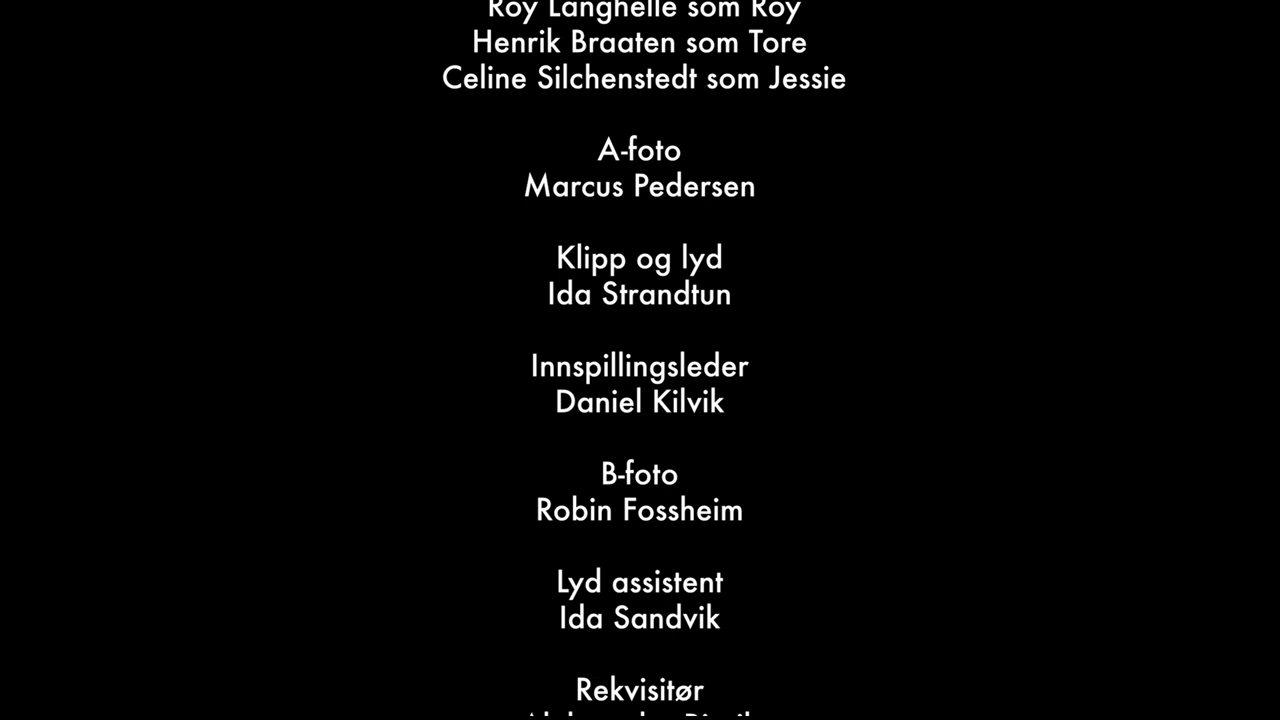 Roy Langhelle som Roy
Henrik Braaten som Tore
Celine Silchenstedt som Jessie
A-foto
Marcus Pedersen
Klipp og lyd
Ida Strandtun
Innspillingsleder
Daniel Kilvik
B-foto
Robin Fossheim
Lyd assistent
Ida Sandvik
Rekvisitør